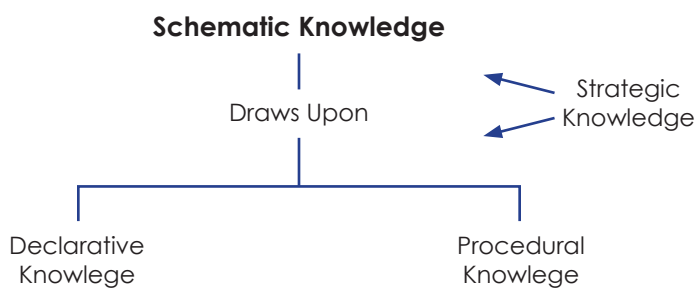 Schematic Knowledge
Draws Upon
Strategic
Knowledge
Declarative
Knowlege
Procedural
Knowlege